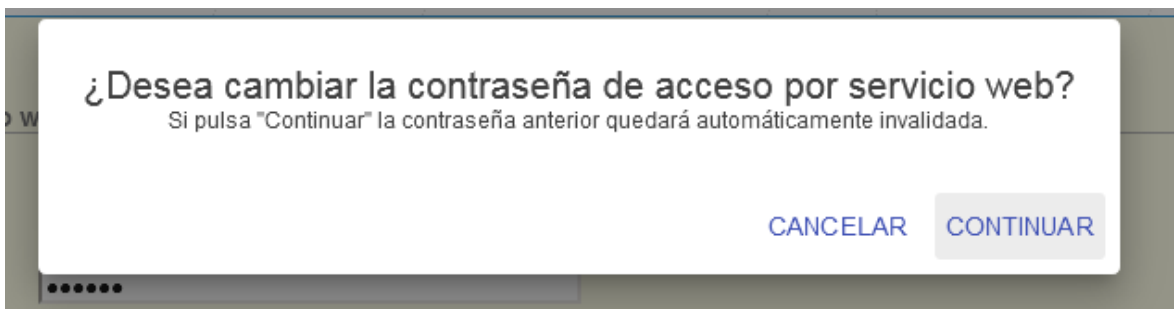 ¿Desea cambiar la contraseña de acceso por servicio web?
Si pulsa "Continuar" la contraseña anterior quedará automáticamente invalidada.
CANCELAR CONTINUAR
••••••